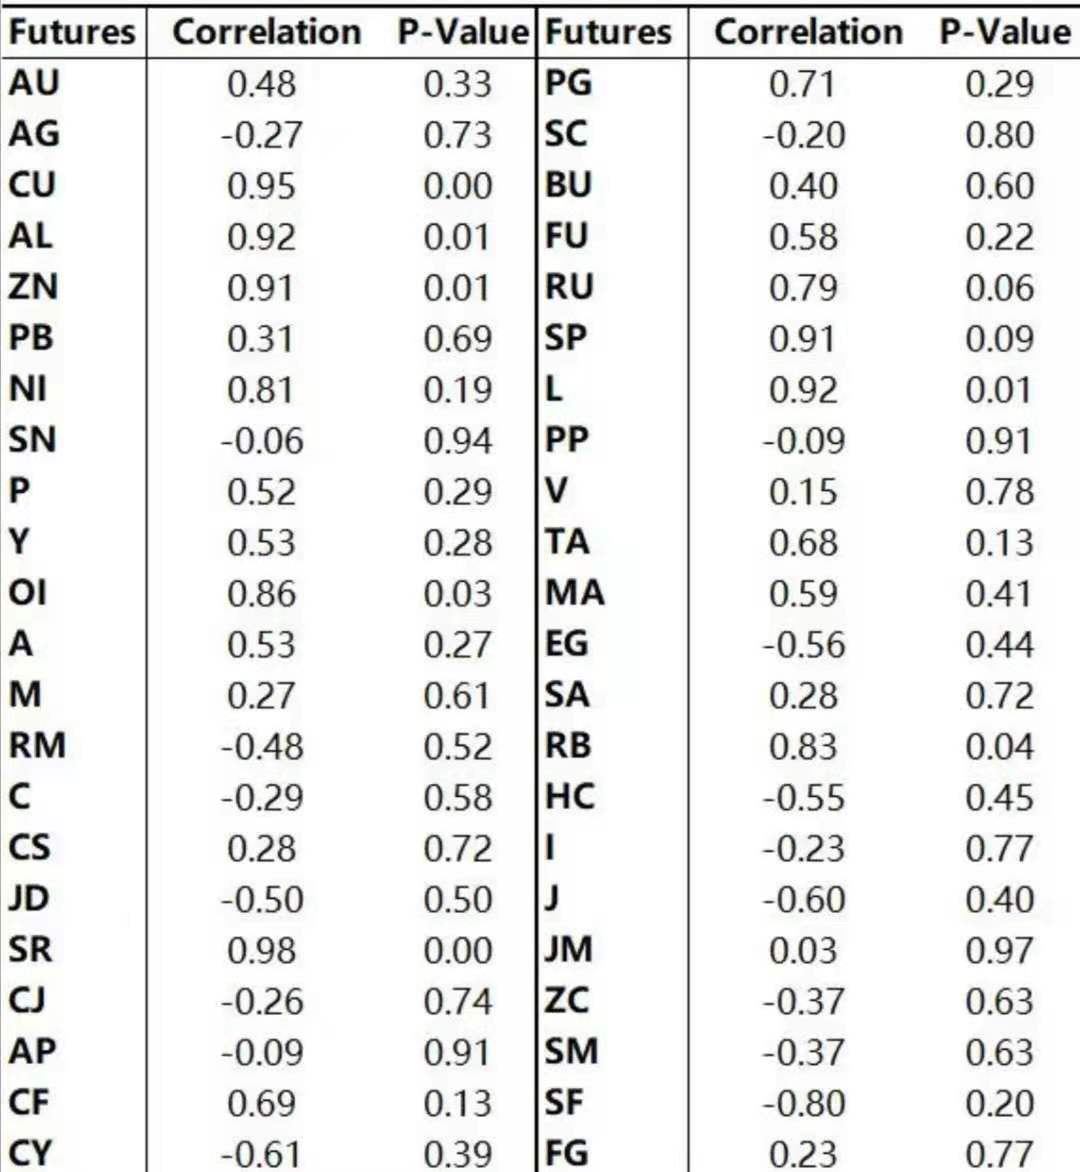 Futures Correlation P-Value Futures Correlation P-Value
AU 0.48 0.33 PG 0.71 0.29
AG -0.27 0.73 SC -0.20 0.80
CU 0.95 0.00 BU 0.40 0.60
AL 0.92 0.01 FU 0.58 0.22
ZN 0.91 0.01 RU 0.79 0.06
PB 0.31 0.69 SP 0.91 0.09
NI 0.81 0.19 L 0.92 0.01
SN -0.06 0.94 PP -0.09 0.91
P 0.52 0.29 V 0.15 0.78
Y 0.53 0.28 TA 0.68 0.13
OI 0.86 0.03 MA 0.59 0.41
A 0.53 0.27 EG -0.56 0.44
M 0.27 0.61 SA 0.28 0.72
RM -0.48 0.52 RB 0.83 0.04
C -0.29 0.58 HC -0.55 0.45
CS 0.28 0.72 I -0.23 0.77
JD -0.50 0.50 J -0.60 0.40
SR 0.98 0.00 JM 0.03 0.97
CJ -0.26 0.74 ZC -0.37 0.63
AP -0.09 0.91 SM -0.37 0.63
CF 0.69 0.13 SF -0.80 0.20
CY -0.61 0.39 FG 0.23 0.77